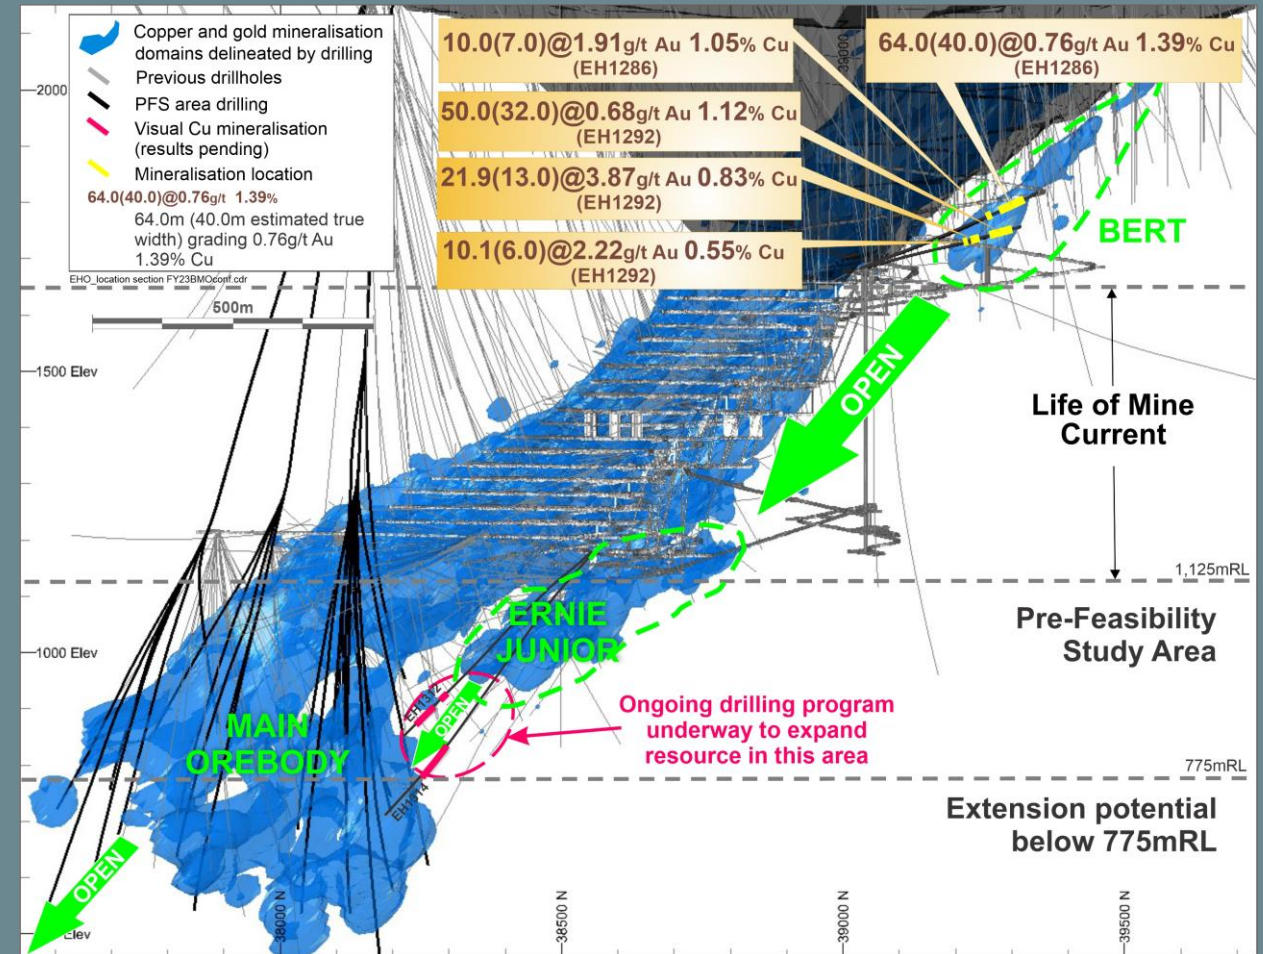 Copper and gold mineralisation
domains delineated by drilling
Previous drillholes
PFS area drilling
Visual Cu mineralisation
(results pending)
Mineralisation location
64.0(40.0)@0.76g/t 1.39%
64.0m (40.0m estimated true
width) grading 0.76g/t Au
1.39% Cu
EHO_location section FY23BMOconf.cdr
500m
10.0(7.0)@1.91g/t Au 1.05% Cu
(EH1286)
64.0(40.0)@0.76g/t Au 1.39% Cu
(EH1286)
50.0(32.0)@0.68g/t Au 1.12% Cu
(EH1292)
21.9(13.0)@3.87g/t Au 0.83% Cu
(EH1292)
10.1(6.0)@2.22g/t Au 0.55% Cu
(EH1292)
39000
2000
BERT
OPEN
1500 Elev
Life of Mine
Current
1,125mRL
Pre-Feasibility
Study Area
ERNIE
JUNIOR
1000 Elev
EH1312
OPEN
Ongoing drilling program
underway to expand
resource in this area
MAIN
OREBODY
775mRL
Extension potential
below 775mRL
OPEN
Elev
38000 N
38500 N
39000 N
39500 N